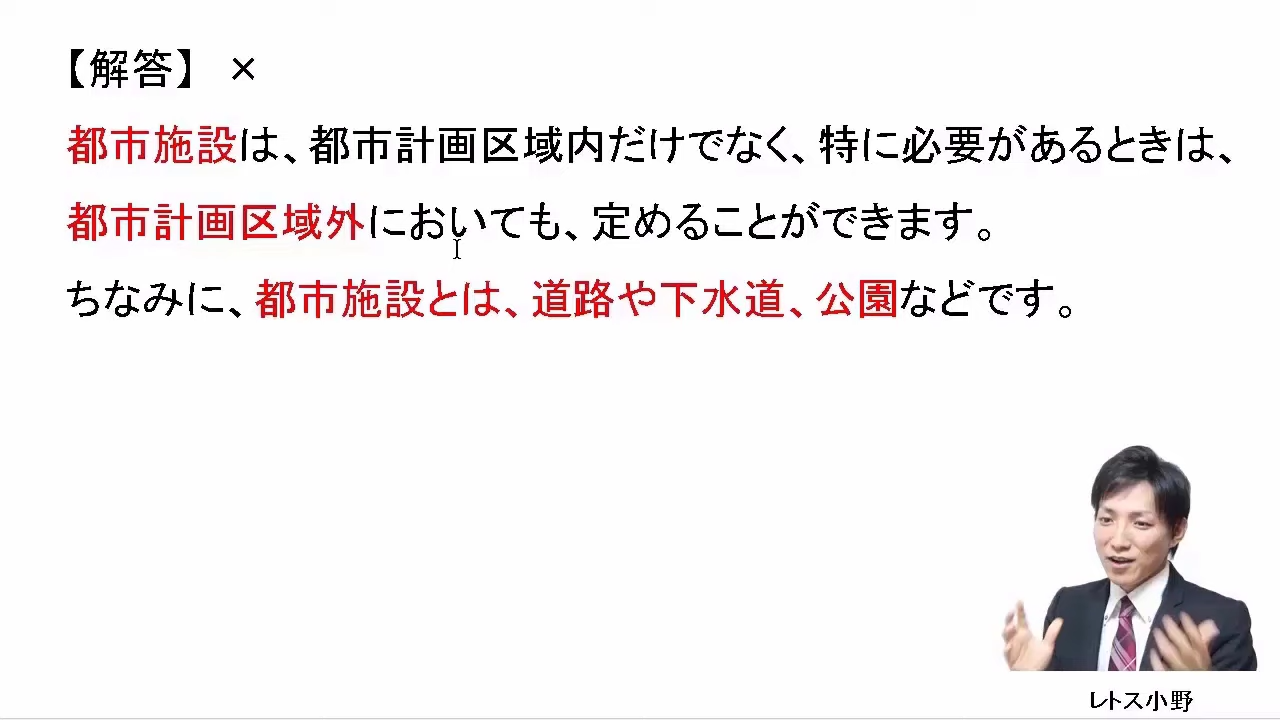 【解答】 ×
都市施設は、都市計画区域内だけでなく、特に必要があるときは、
都市計画区域外においても、定めることができます。
ちなみに、都市施設とは、道路や下水道、公園などです。
レトス小野